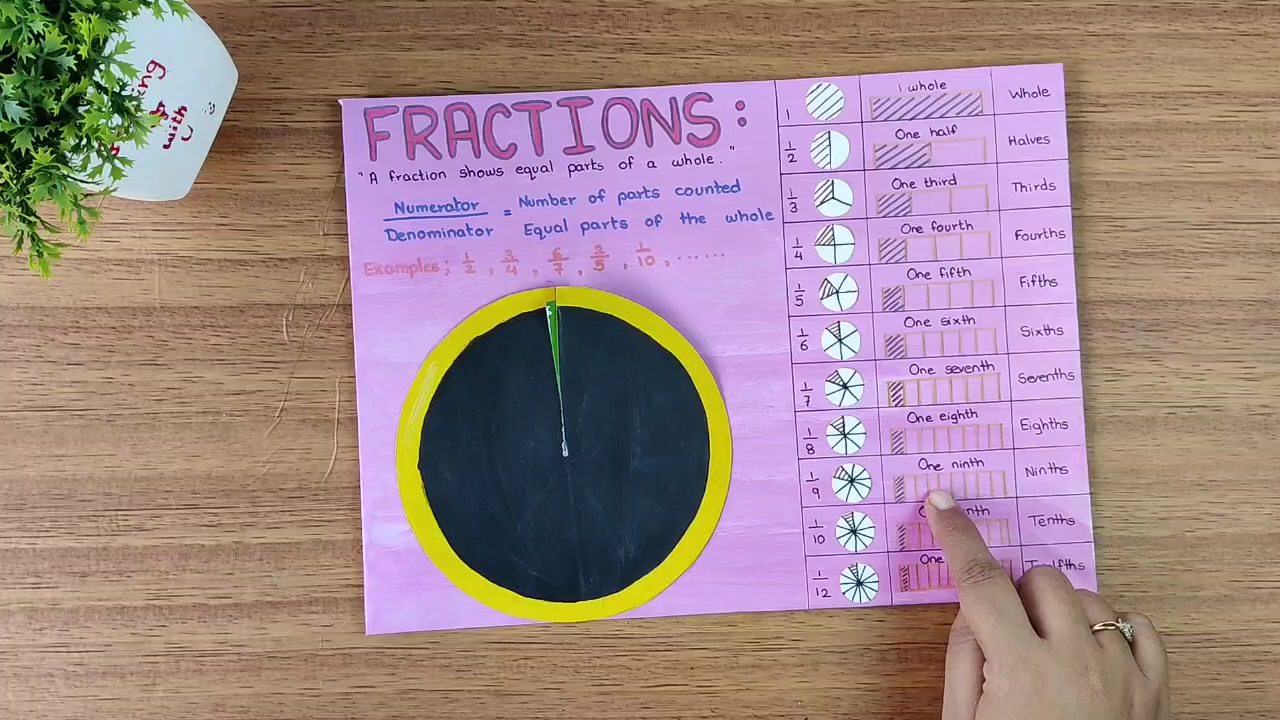 FRACTIONS:
"A fraction shows equal parts of a whole."
Numerator = Number of parts counted
Denominator Equal parts of the whole
Examples; 1/2, 3/4, 6/7, 2/5, 1/10, ......
1 1 whole Whole
1/2 One half Halves
1/3 One third Thirds
1/4 One fourth Fourths
1/5 One fifth Fifths
1/6 One sixth Sixths
1/7 One seventh Sevenths
1/8 One eighth Eighths
1/9 One ninth Ninths
1/10 Tenths
1/12 One
with